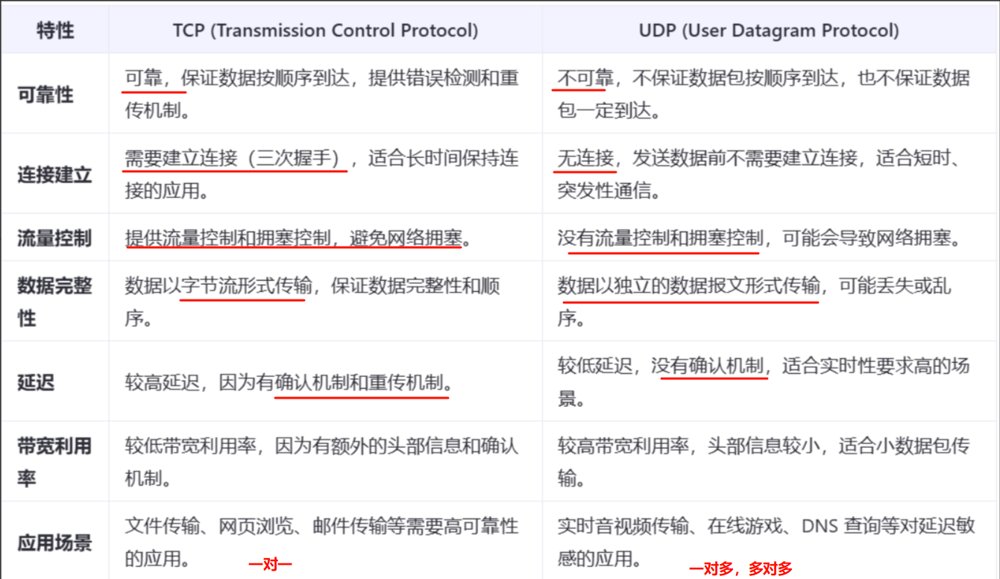 特性
TCP (Transmission Control Protocol)
UDP (User Datagram Protocol)
可靠性
可靠，保证数据按顺序到达，提供错误检测和重
传机制。
不可靠，不保证数据包按顺序到达，也不保证数据
包一定到达。
连接建立
需要建立连接（三次握手），适合长时间保持连
接的应用。
无连接，发送数据前不需要建立连接，适合短时、
突发性通信。
流量控制
提供流量控制和拥塞控制，避免网络拥塞。
没有流量控制和拥塞控制，可能会导致网络拥塞。
数据完整
性
数据以字节流形式传输，保证数据完整性和顺
序。
数据以独立的数据报文形式传输，可能丢失或乱
序。
延迟
较高延迟，因为有确认机制和重传机制。
较低延迟，没有确认机制，适合实时性要求高的场
景。
带宽利用
率
较低带宽利用率，因为有额外的头部信息和确认
机制。
较高带宽利用率，头部信息较小，适合小数据包传
输。
应用场景
文件传输、网页浏览、邮件传输等需要高可靠性
的应用。
一对一
实时音视频传输、在线游戏、DNS 查询等对延迟敏
感的应用。
一对多，多对多